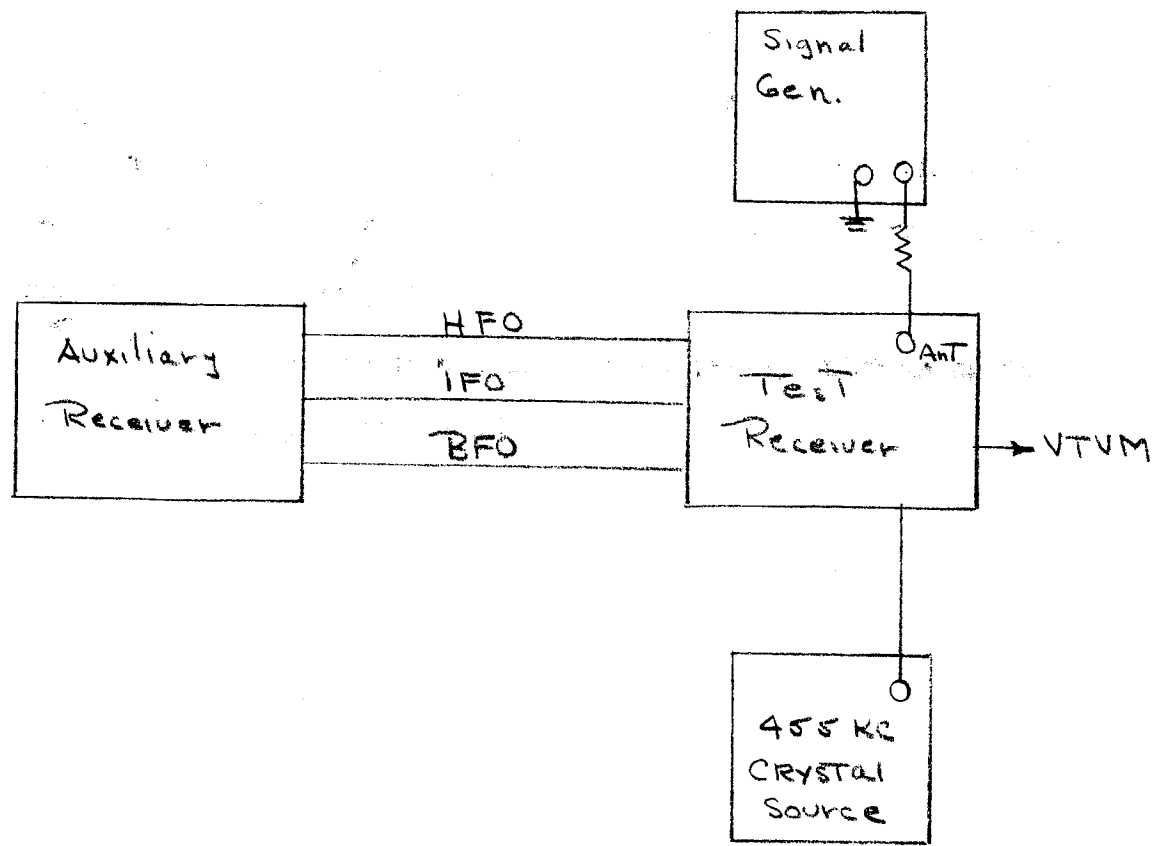 Signal
Gen.
Auxiliary
Receiver
HFO
IFO
BFO
ANT
Test
Receiver
VTVM
455 KC
CRYSTAL
Source